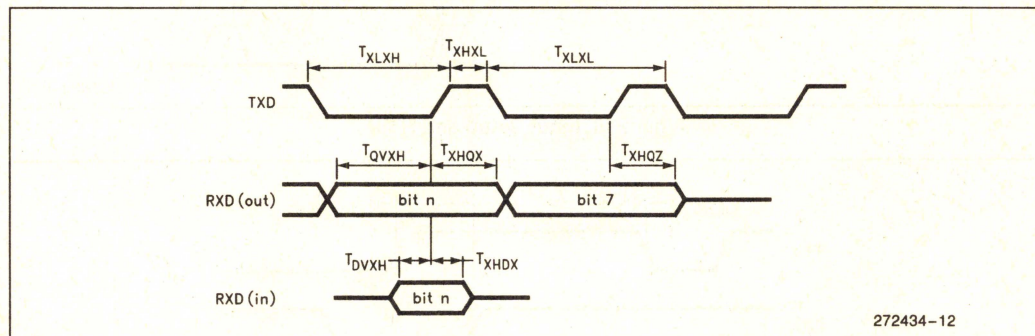 TXLXH TXHXL TXLXL
TXD
TQVXH TXHQX TXHQZ
RXD (out) bit n bit 7
TDVXH TXHDX
RXD (in) bit n
272434-12